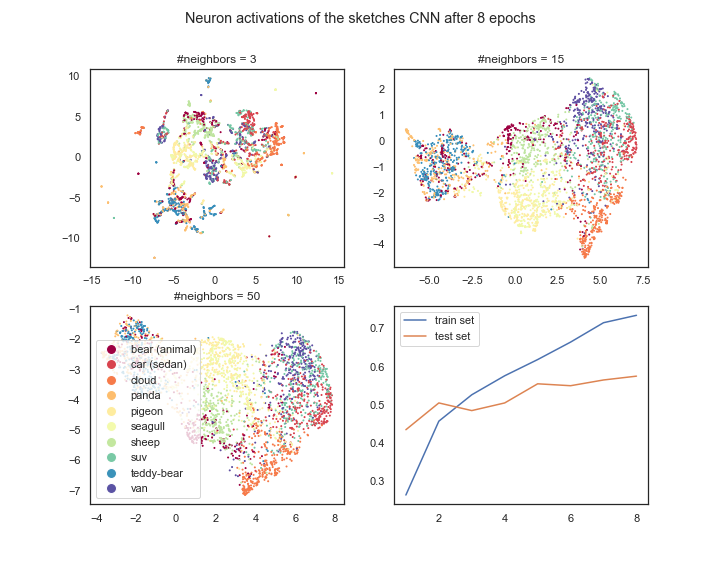 Neuron activations of the sketches CNN after 8 epochs
#neighbors = 3
10
5
0
−5
−10
−15 −10 −5 0 5 10 15
#neighbors = 15
2
1
0
−1
−2
−3
−4
−5.0 −2.5 0.0 2.5 5.0 7.5
#neighbors = 50
−1
−2
−3
−4
−5
−6
−7
bear (animal)
car (sedan)
cloud
panda
pigeon
seagull
sheep
suv
teddy-bear
van
−4 −2 0 2 4 6 8
train set
test set
0.7
0.6
0.5
0.4
0.3
2 4 6 8